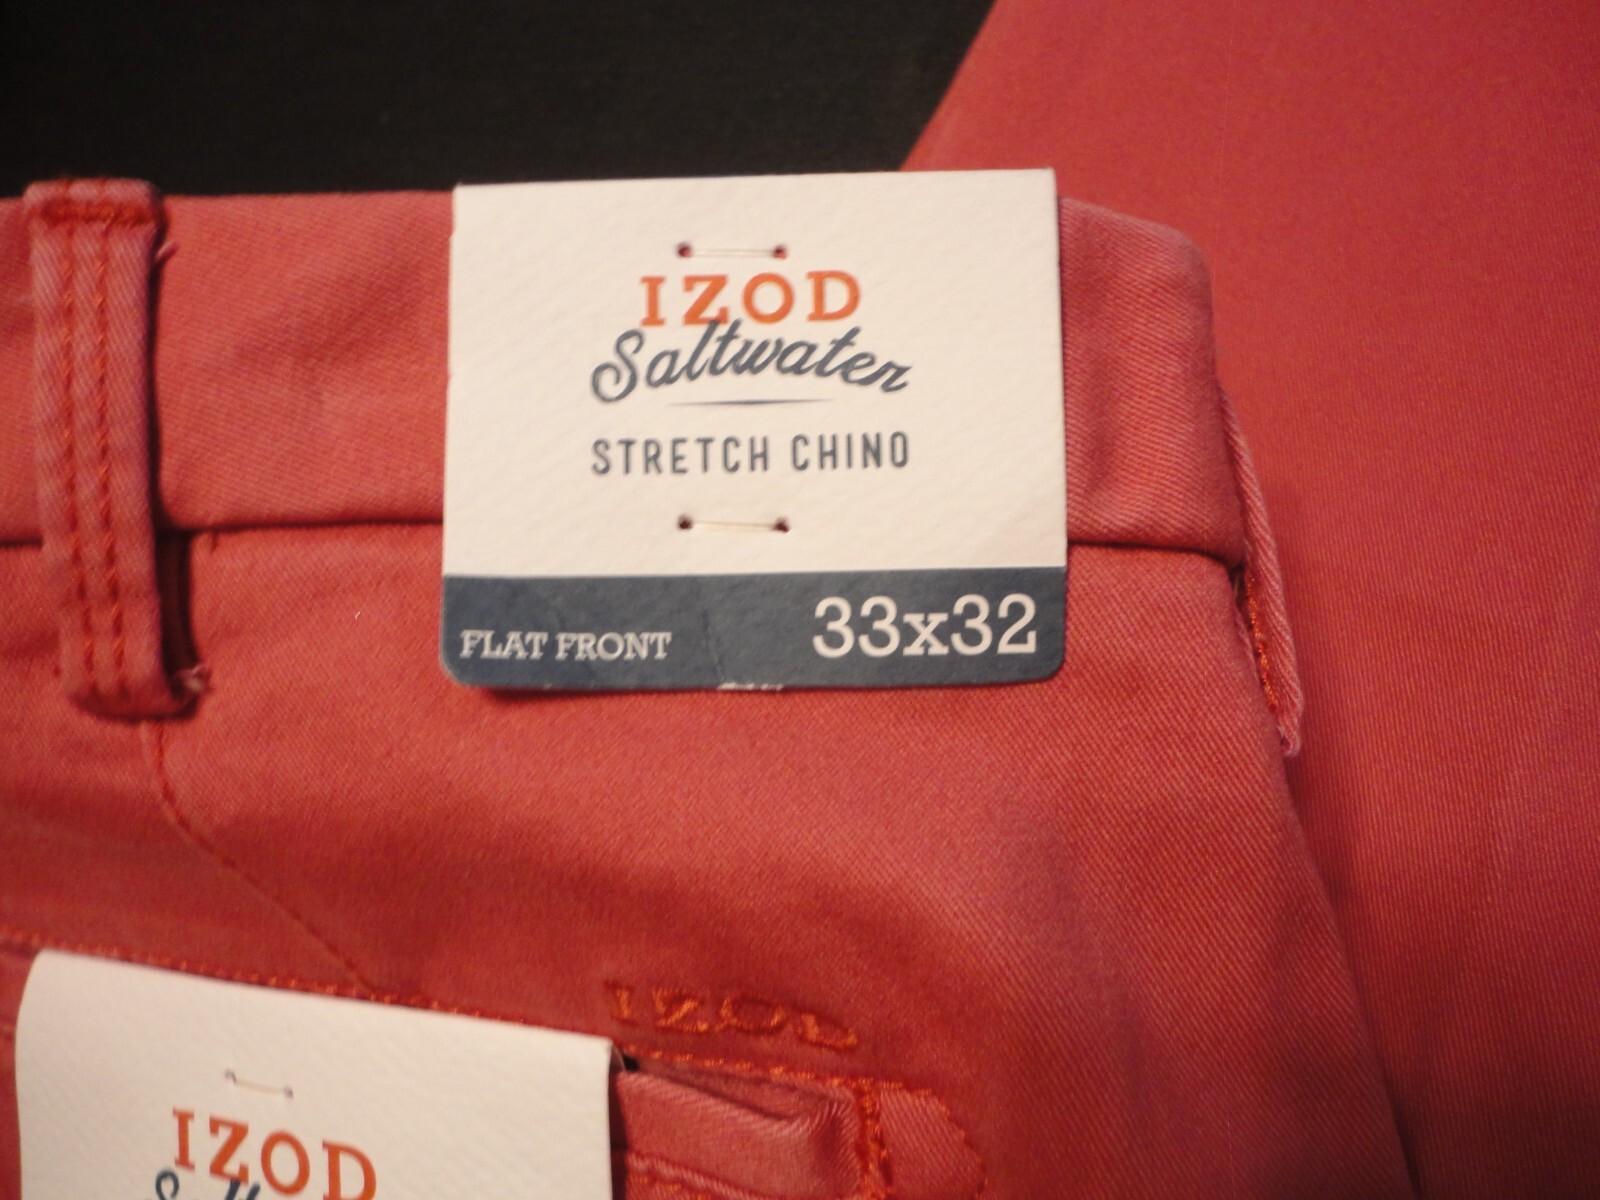 IZOD
Saltwater
STRETCH CHINO
FLAT FRONT 33x32
IZOD
IZOD